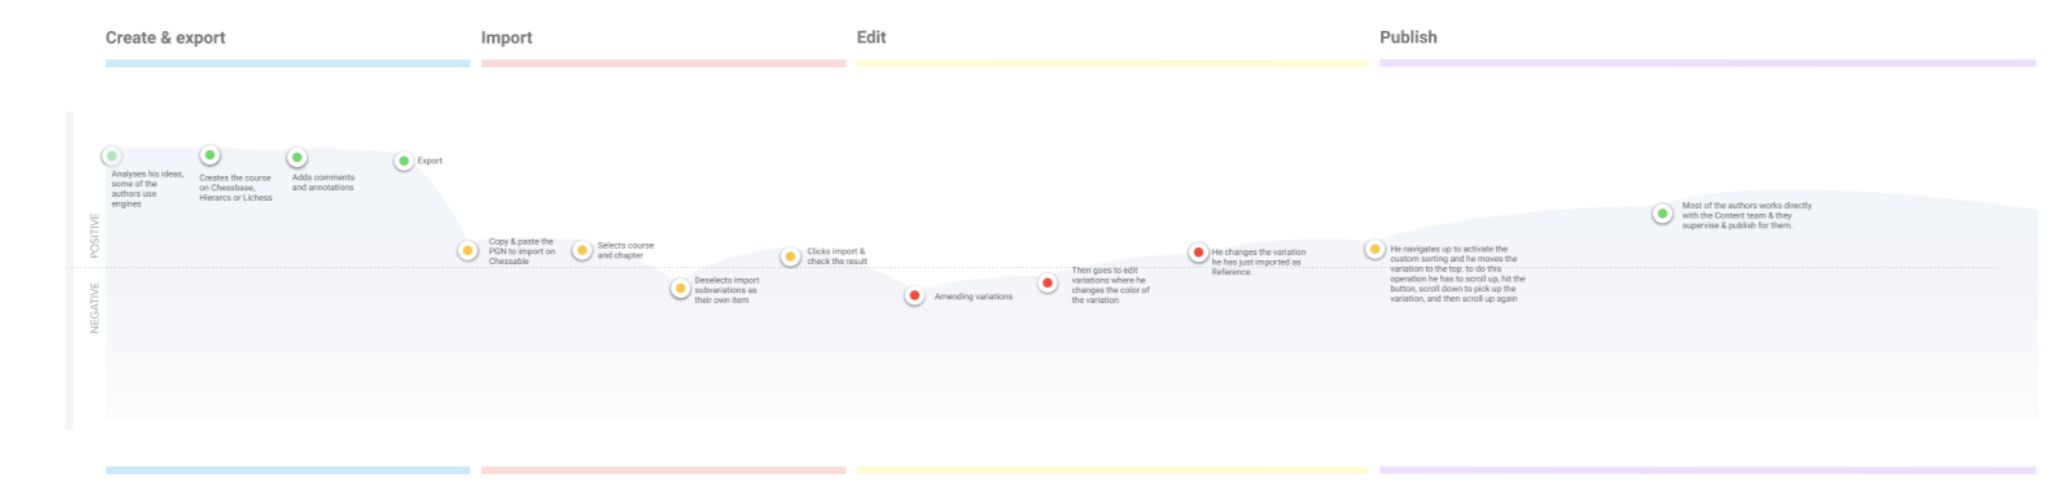 Create & export
Import
Edit
Publish
POSITIVE
NEGATIVE
Analyses his ideas,
some of the
authors use
engines
Creates the course
on Chessbase,
Hierarcs or Lichess
Adds comments
and annotations
Export
Copy & paste the
PGN to import on
Chessable
Selects course
and chapter
Deselects import
subvariations as
their own item
Clicks import &
check the result
Amending variations
Then goes to edit
variations where he
changes the color of
the variation
He changes the variation
he has just imported as
Reference.
He navigates up to activate the
custom sorting and he moves the
variation to the top. to do this
operation he has to scroll up, hit the
button, scroll down to pick up the
variation, and then scroll up again
Most of the authors works directly
with the Content team & they
supervise & publish for them.